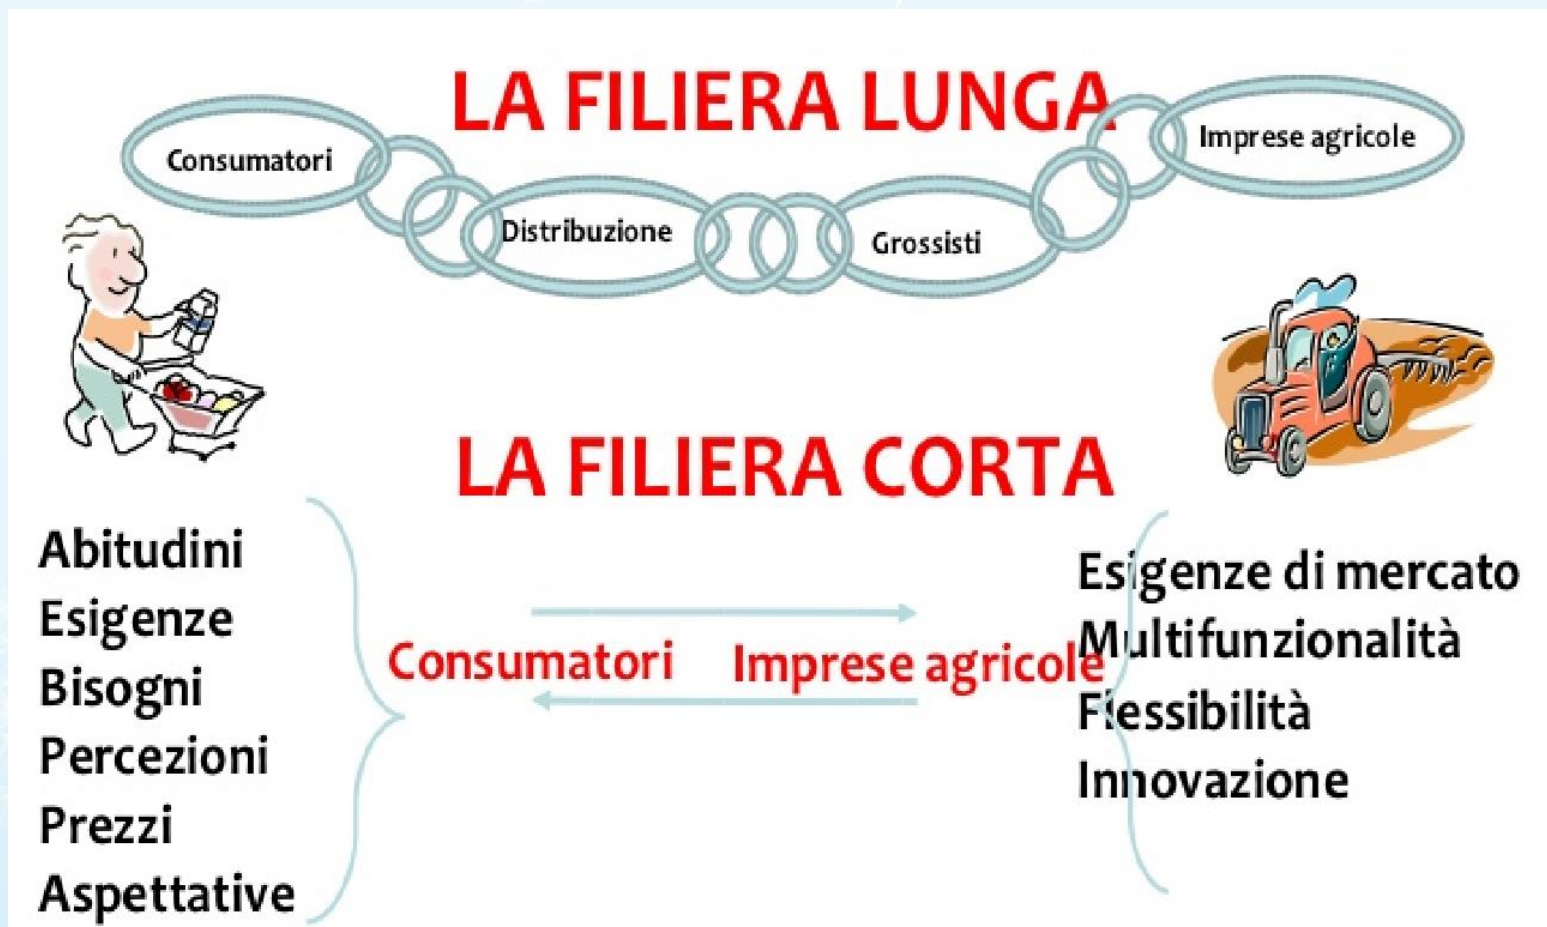 LA FILIERA LUNGA
Consumatori
Distribuzione
Grossisti
Imprese agricole
LA FILIERA CORTA
Abitudini
Esigenze
Bisogni
Percezioni
Prezzi
Aspettative
Consumatori
Imprese agricole
Esigenze di mercato
Multifunzionalità
Flessibilità
Innovazione